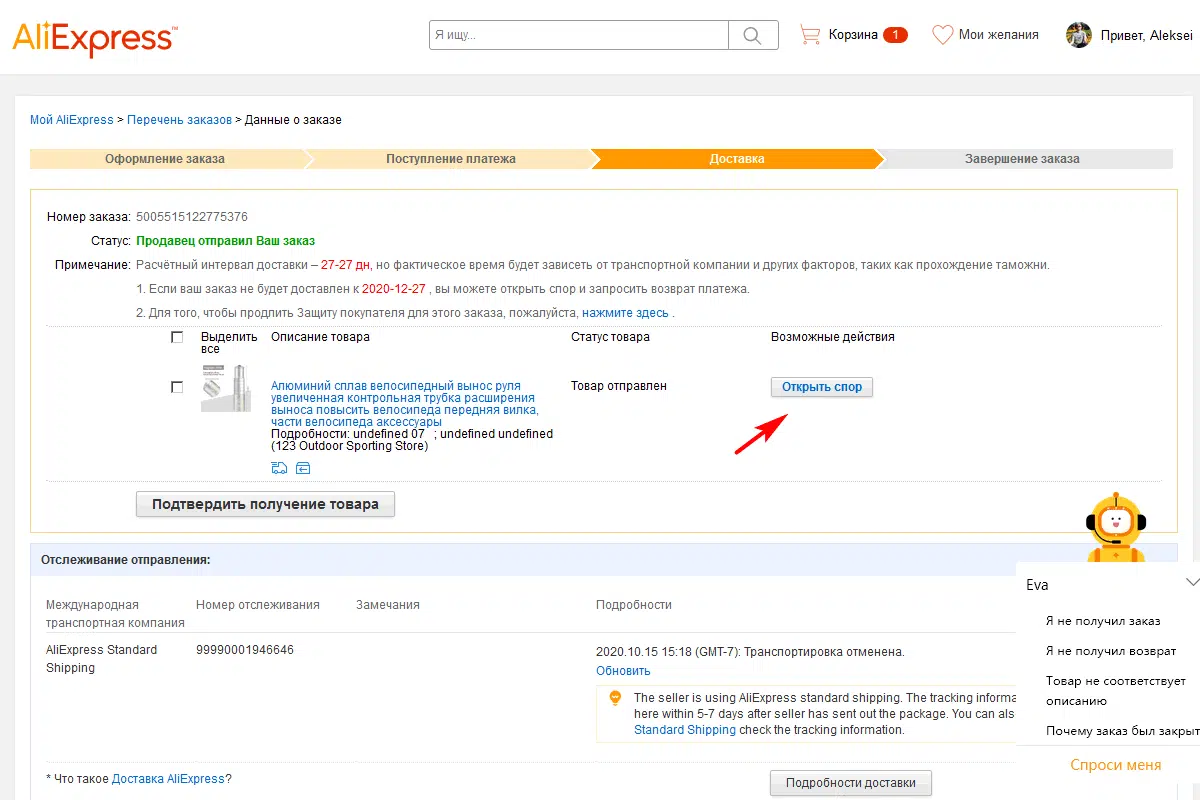 AliExpress™
Я ищу...
Корзина 1
Мои желания
Привет, Aleksei
Мой AliExpress > Перечень заказов > Данные о заказе
Оформление заказа
Поступление платежа
Доставка
Завершение заказа
Номер заказа: 5005515122775376
Статус: Продавец отправил Ваш заказ
Примечание: Расчётный интервал доставки – 27-27 дн, но фактическое время будет зависеть от транспортной компании и других факторов, таких как прохождение таможни.
1. Если ваш заказ не будет доставлен к 2020-12-27 , вы можете открыть спор и запросить возврат платежа.
2. Для того, чтобы продлить Защиту покупателя для этого заказа, пожалуйста, нажмите здесь .
Выделить
все
Описание товара
Статус товара
Возможные действия
Алюминий сплав велосипедный вынос руля
увеличенная контрольная трубка расширения
выноса повысить велосипеда передняя вилка,
части велосипеда аксессуары
Подробности: undefined 07 ; undefined undefined
(123 Outdoor Sporting Store)
Товар отправлен
Открыть спор
Подтвердить получение товара
Отслеживание отправления:
Международная
транспортная компания
Номер отслеживания
Замечания
Подробности
AliExpress Standard
Shipping
99990001946646
2020.10.15 15:18 (GMT-7): Транспортировка отменена.
Обновить
The seller is using AliExpress standard shipping. The tracking informa
here within 5-7 days after seller has sent out the package. You can als
Standard Shipping check the tracking information.
* Что такое Доставка AliExpress?
Подробности доставки
Eva
Я не получил заказ
Я не получил возврат
Товар не соответствует
описанию
Почему заказ был закрыт
Спроси меня